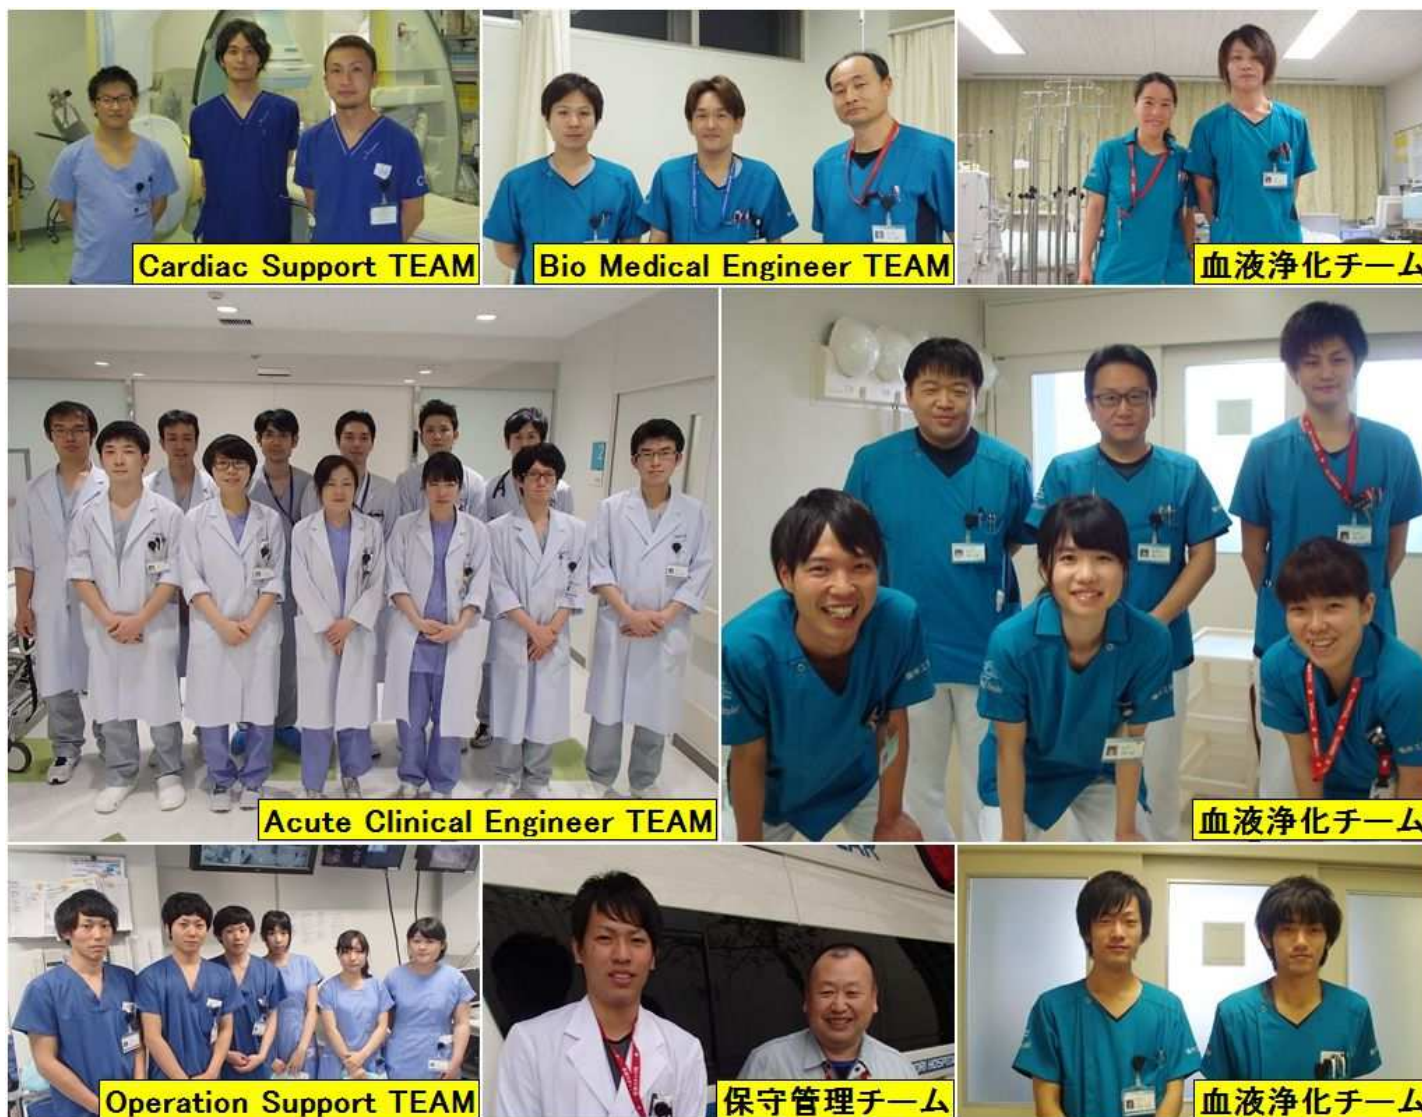 Cardiac Support TEAM
Bio Medical Engineer TEAM
血液浄化チーム
Acute Clinical Engineer TEAM
血液浄化チーム
Operation Support TEAM
保守管理チーム
血液浄化チーム